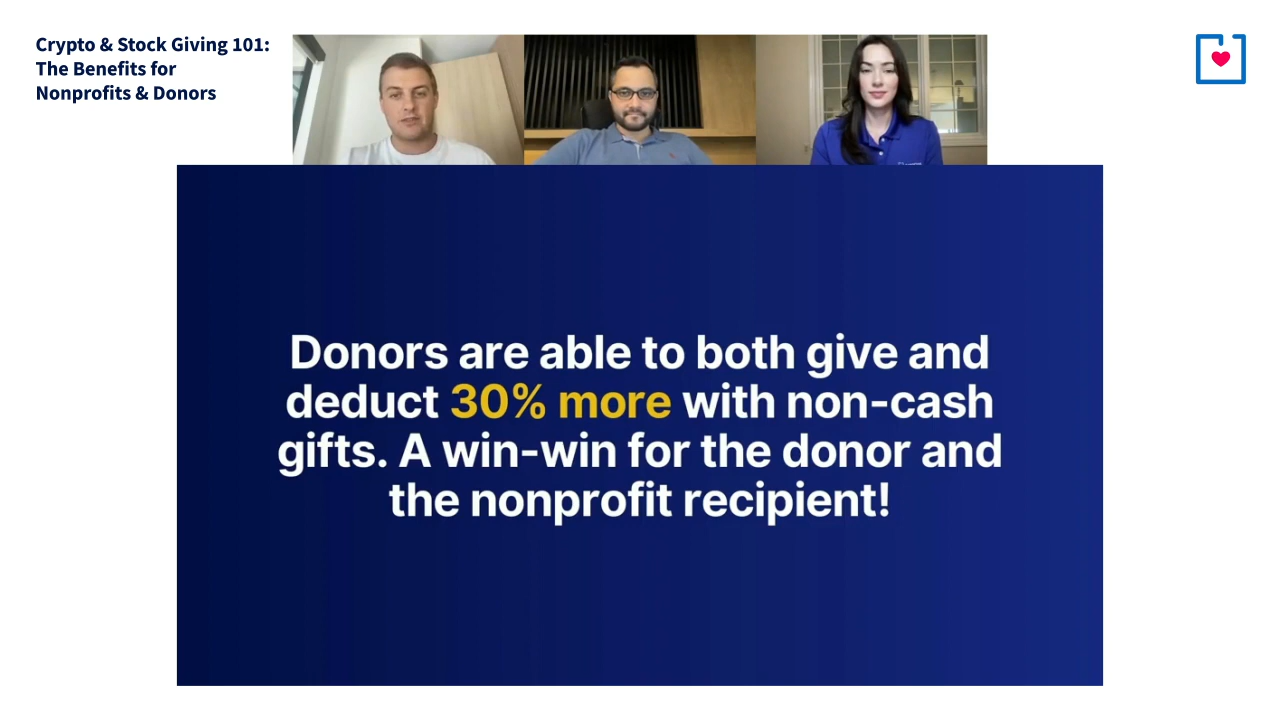 Crypto & Stock Giving 101:
The Benefits for
Nonprofits & Donors
Donors are able to both give and
deduct 30% more with non-cash
gifts. A win-win for the donor and
the nonprofit recipient!